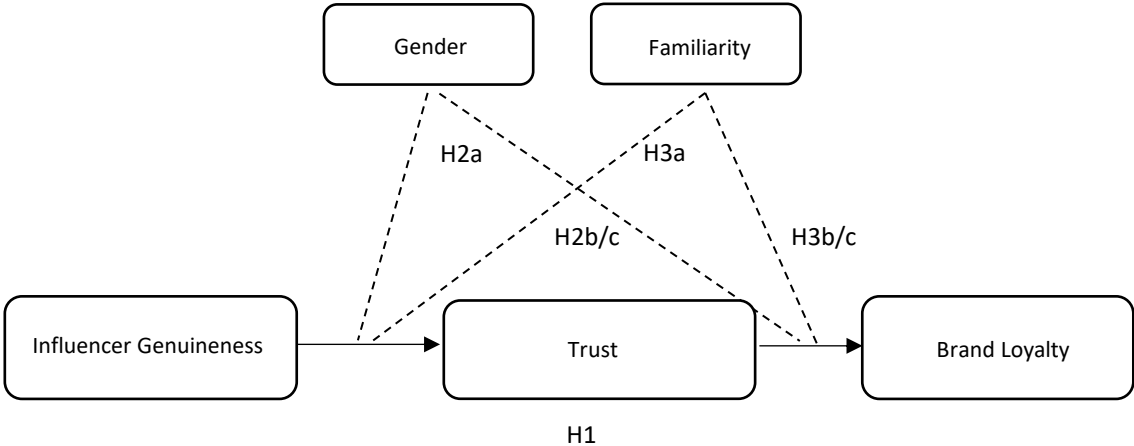 Gender
Familiarity
H2a
H3a
H2b/c
H3b/c
Influencer Genuineness
Trust
Brand Loyalty
H1